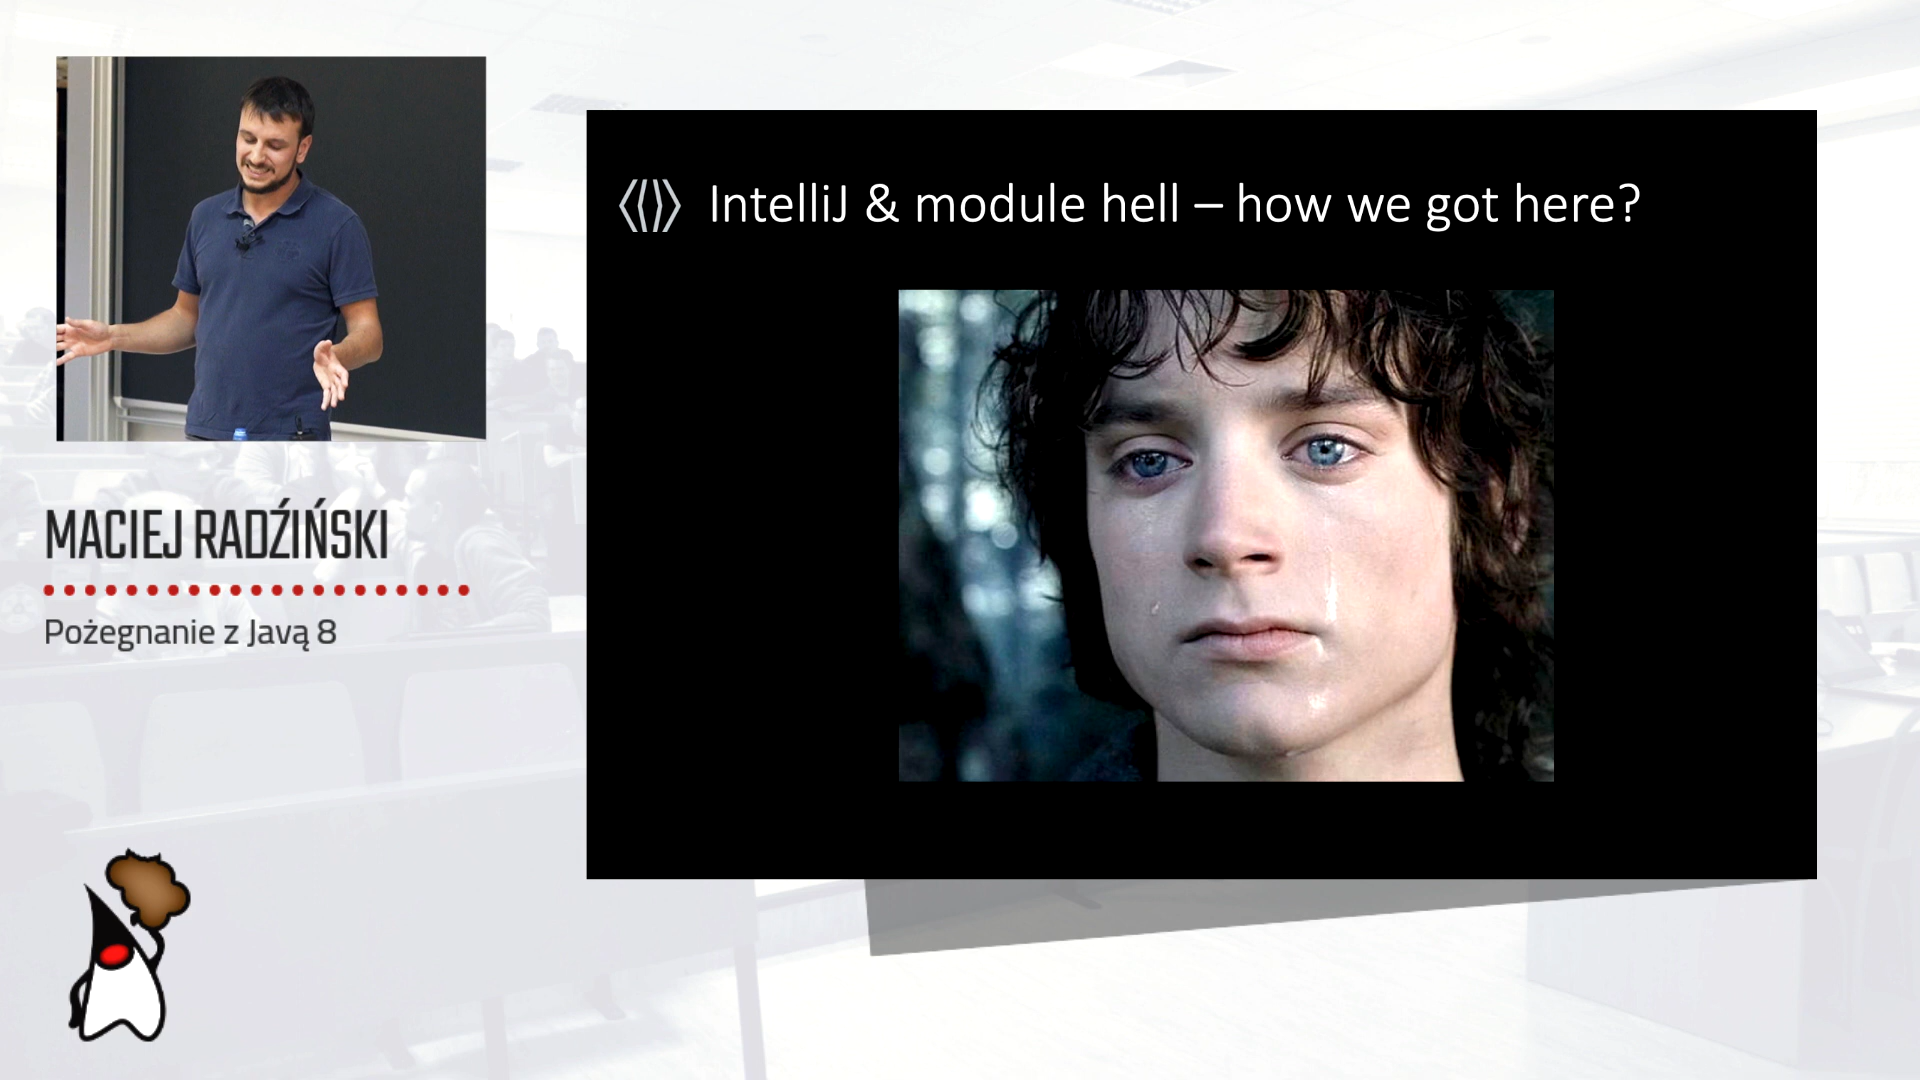 MACIEJ RADŹIŃSKI
Pożegnanie z Javą 8
IntelliJ & module hell – how we got here?